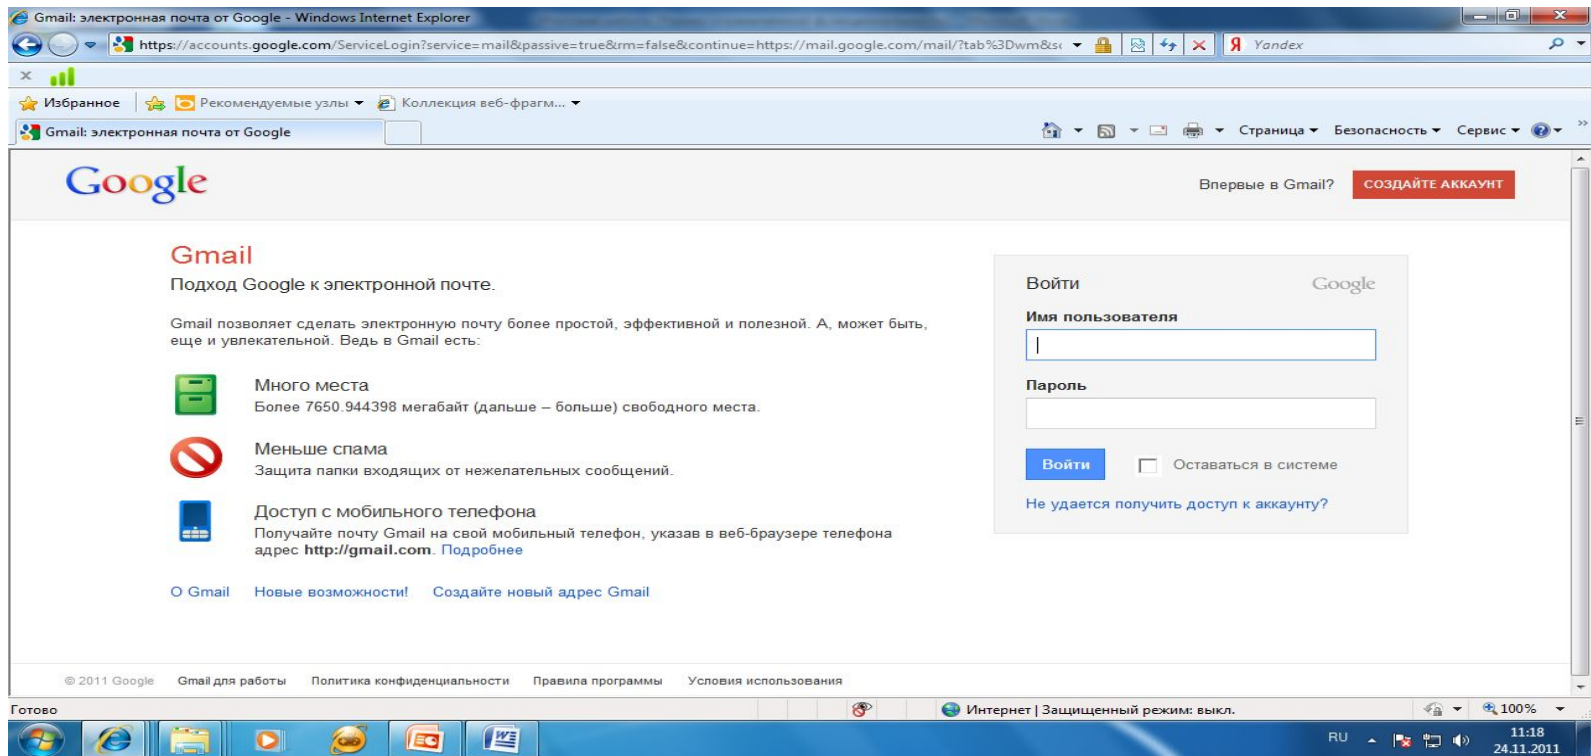 Gmail: электронная почта от Google - Windows Internet Explorer
https://accounts.google.com/ServiceLogin?service=mail&passive=true&rm=false&continue=https://mail.google.com/mail/?tab%3Dwm&s
Yandex
Избранное Рекомендуемые узлы Коллекция веб-фрагм...
Gmail: электронная почта от Google
Страница Безопасность Сервис
Google
Впервые в Gmail? СОЗДАЙТЕ АККАУНТ
Gmail
Подход Google к электронной почте.
Gmail позволяет сделать электронную почту более простой, эффективной и полезной. А, может быть,
еще и увлекательной. Ведь в Gmail есть:
Много места
Более 7650.944398 мегабайт (дальше – больше) свободного места.
Меньше спама
Защита папки входящих от нежелательных сообщений.
Доступ с мобильного телефона
Получайте почту Gmail на свой мобильный телефон, указав в веб-браузере телефона
адрес http://gmail.com. Подробнее
О Gmail Новые возможности! Создайте новый адрес Gmail
Войти Google
Имя пользователя
Пароль
Войти Оставаться в системе
Не удается получить доступ к аккаунту?
© 2011 Google Gmail для работы Политика конфиденциальности Правила программы Условия использования
Готово
Интернет | Защищенный режим: выкл.
100%
RU
11:18
24.11.2011